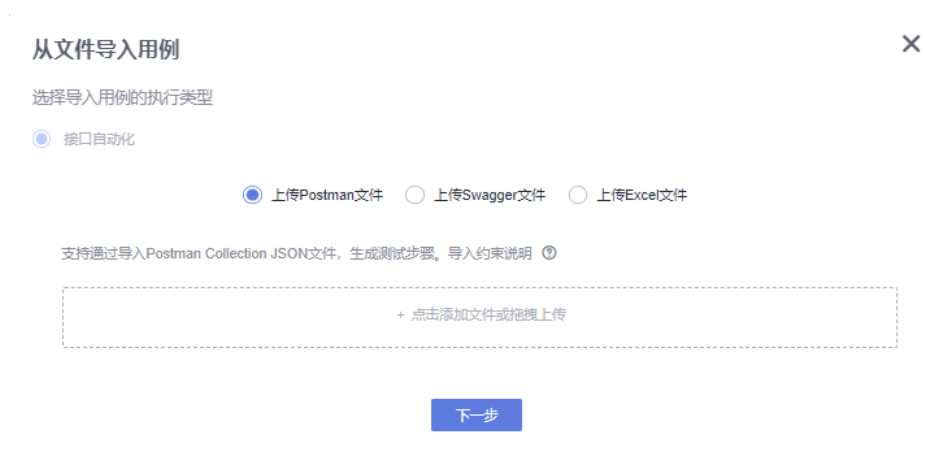 从文件导入用例
选择导入用例的执行类型
接口自动化
上传Postman文件 上传Swagger文件 上传Excel文件
支持通过导入Postman Collection JSON文件，生成测试步骤。导入约束说明 ?
+ 点击添加文件或拖拽上传
下一步